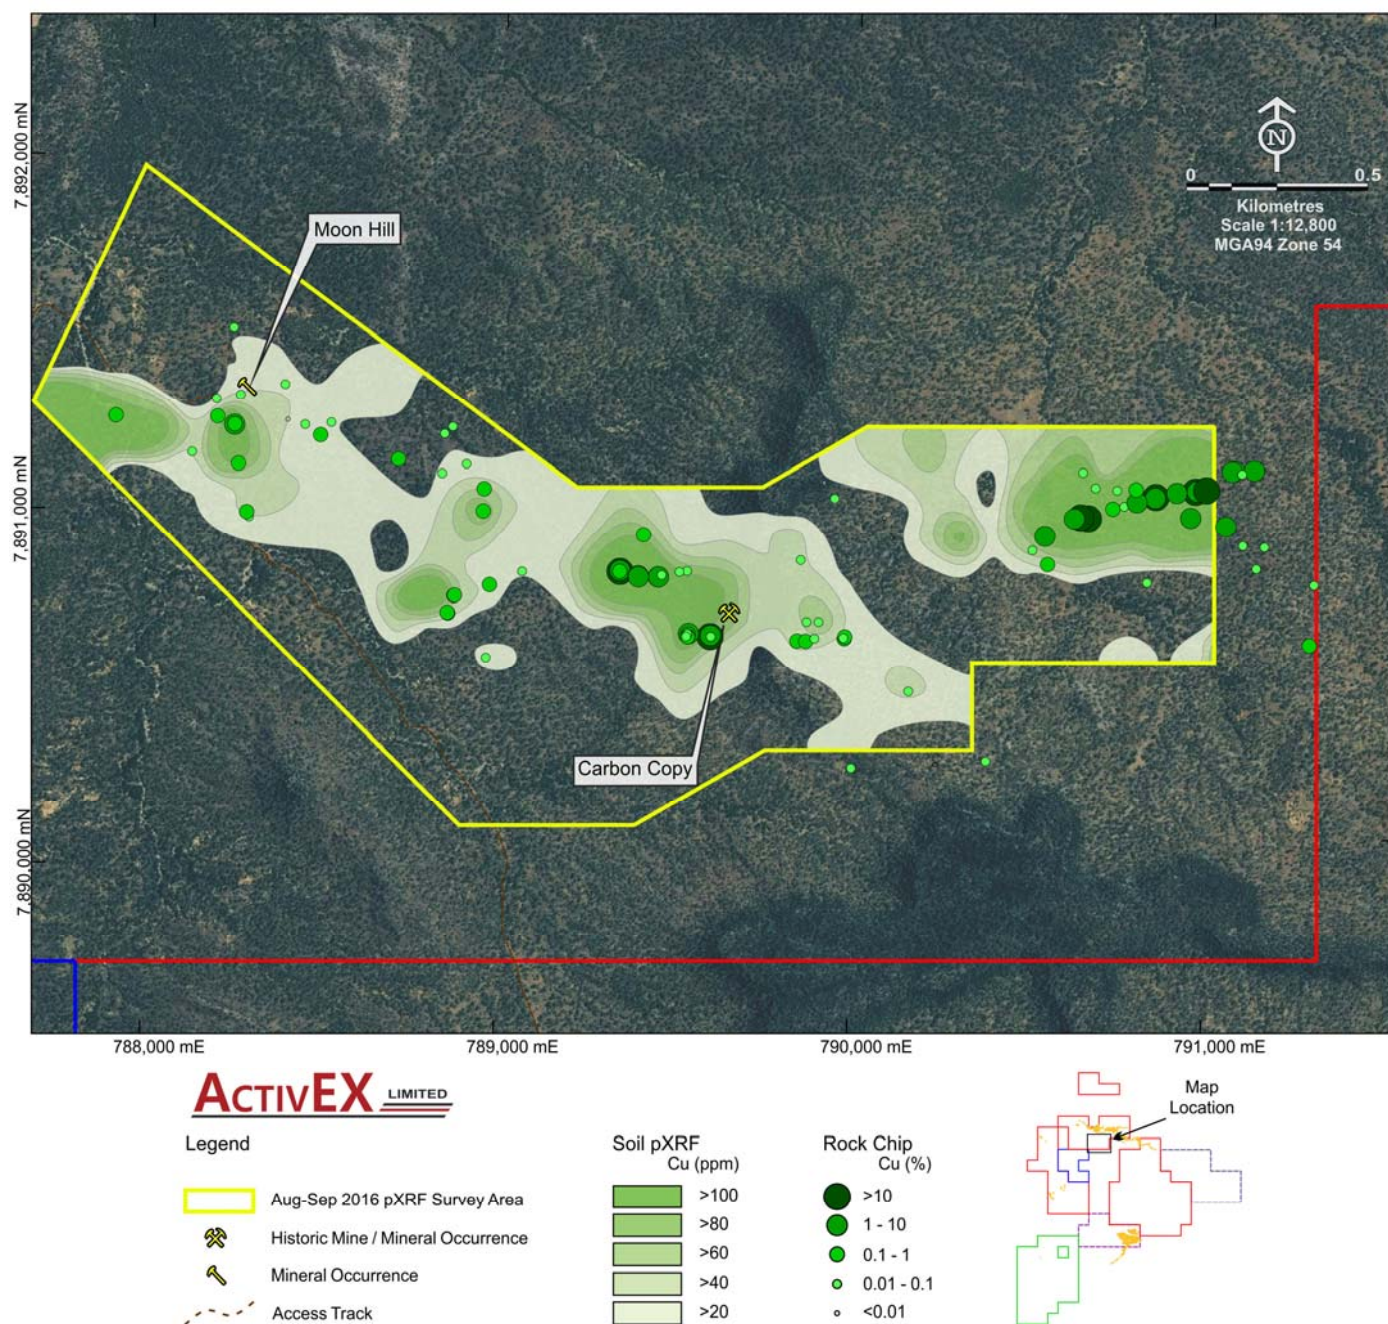 7,892,000 mN
7,891,000 mN
7,890,000 mN
N
0 0.5
Kilometres
Scale 1:12,800
MGA94 Zone 54
Moon Hill
Carbon Copy
788,000 mE 789,000 mE 790,000 mE 791,000 mE
ACTIVEX LIMITED
Legend
Aug-Sep 2016 pXRF Survey Area
Historic Mine / Mineral Occurrence
Mineral Occurrence
Access Track
Soil pXRF
Cu (ppm)
>100
>80
>60
>40
>20
Rock Chip
Cu (%)
>10
1 - 10
0.1 - 1
0.01 - 0.1
<0.01
Map
Location